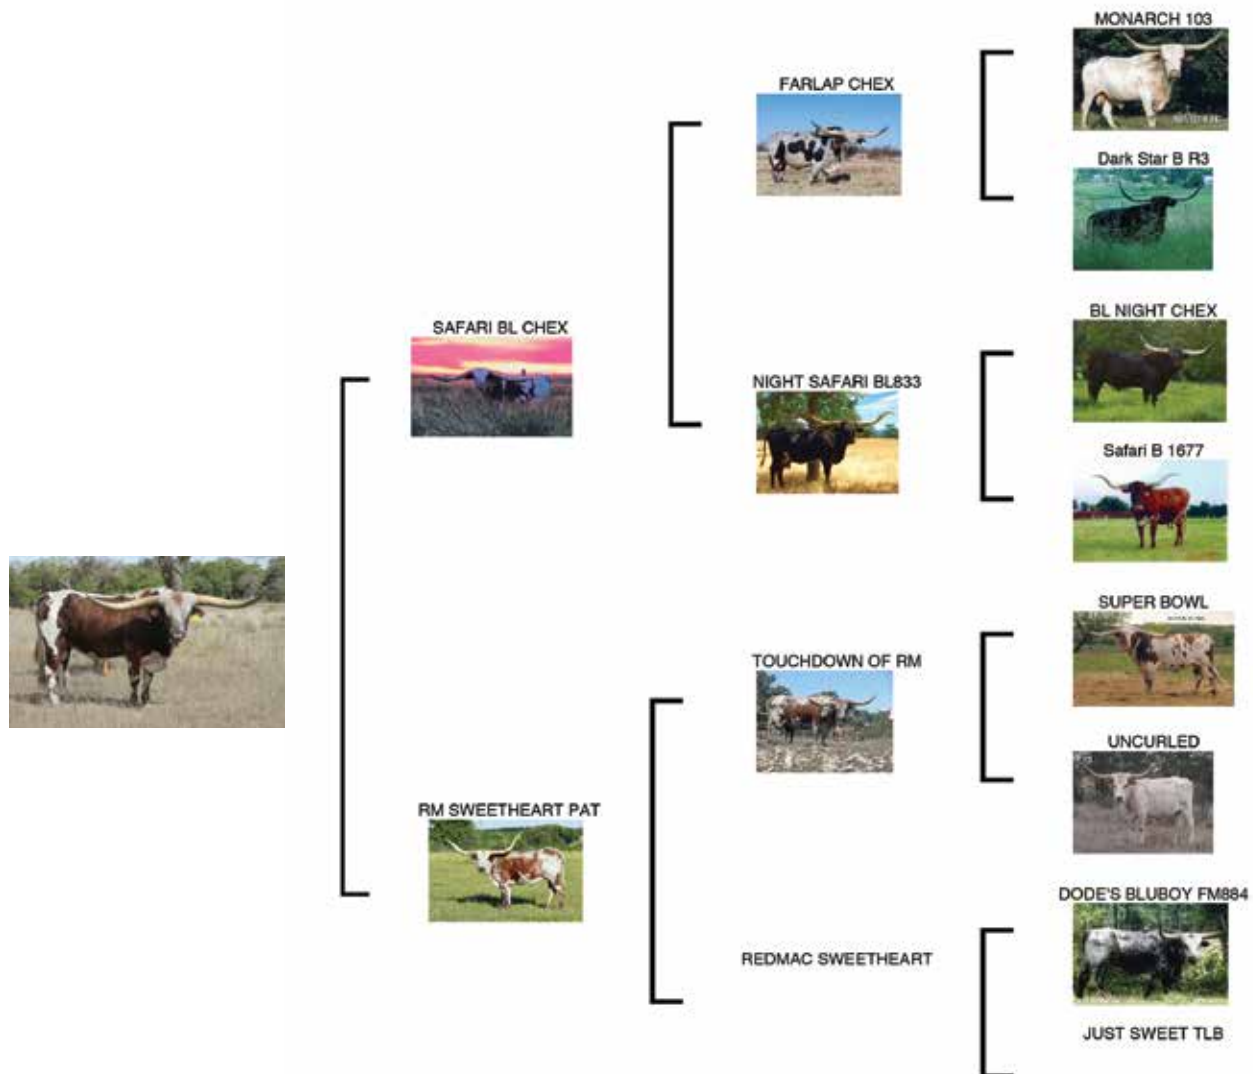 MONARCH 103
FARLAP CHEX
Dark Star B R3
BL NIGHT CHEX
SAFARI BL CHEX
NIGHT SAFARI BL833
Safari B 1677
SUPER BOWL
TOUCHDOWN OF RM
UNCURLED
RM SWEETHEART PAT
DODE'S BLUBOY FM884
REDMAC SWEETHEART
JUST SWEET TLB